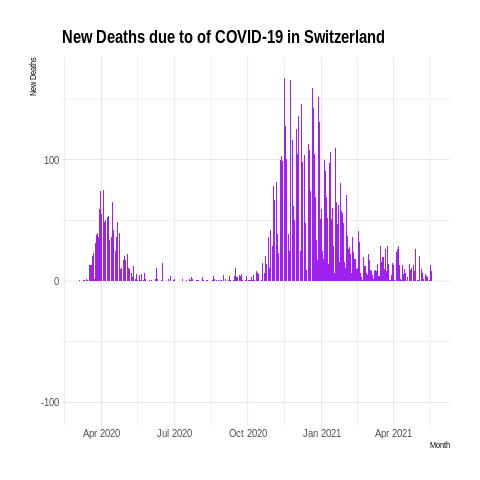 New Deaths due to of COVID-19 in Switzerland
New Deaths
100
0
-100
Apr 2020 Jul 2020 Oct 2020 Jan 2021 Apr 2021
Month